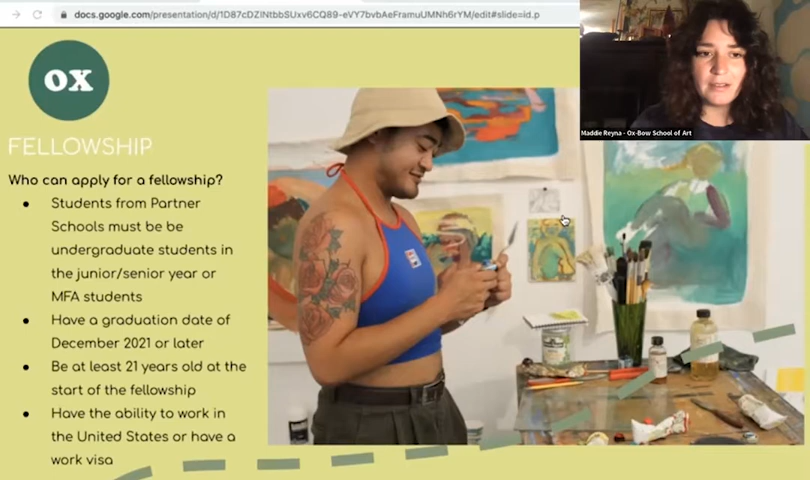 docs.google.com/presentation/d/1D87cDZINtbbSUxv6CQ89-eVY7bvbAeFramuUMNh6rYM/edit#slide=id.p
OX
FELLOWSHIP
Who can apply for a fellowship?
● Students from Partner
Schools must be be
undergraduate students in
the junior/senior year or
MFA students
● Have a graduation date of
December 2021 or later
● Be at least 21 years old at the
start of the fellowship
● Have the ability to work in
the United States or have a
work visa
Maddie Reyna - Ox-Bow School of Art
FILA